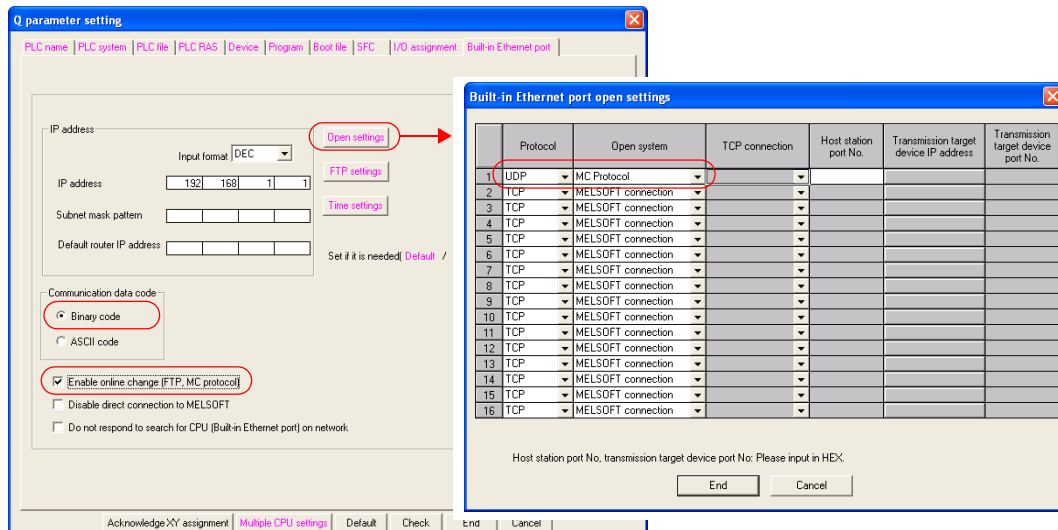 Q parameter setting
PLC name PLC system PLC file PLC RAS Device Program Boot file SFC I/O assignment Built-in Ethernet port
IP address
Input format DEC
IP address 192 168 1 1
Subnet mask pattern
Default router IP address
Open settings
FTP settings
Time settings
Set if it is needed( Default /
Communication data code
Binary code
ASCII code
Enable online change (FTP, MC protocol)
Disable direct connection to MELSOFT
Do not respond to search for CPU (Built-in Ethernet port) on network
Acknowledge XY assignment Multiple CPU settings Default Check End Cancel
Built-in Ethernet port open settings
Protocol Open system TCP connection Host station port No. Transmission target device IP address Transmission target device port No.
1 UDP MC Protocol
2 TCP MELSOFT connection
3 TCP MELSOFT connection
4 TCP MELSOFT connection
5 TCP MELSOFT connection
6 TCP MELSOFT connection
7 TCP MELSOFT connection
8 TCP MELSOFT connection
9 TCP MELSOFT connection
10 TCP MELSOFT connection
11 TCP MELSOFT connection
12 TCP MELSOFT connection
13 TCP MELSOFT connection
14 TCP MELSOFT connection
15 TCP MELSOFT connection
16 TCP MELSOFT connection
Host station port No, transmission target device port No: Please input in HEX.
End Cancel